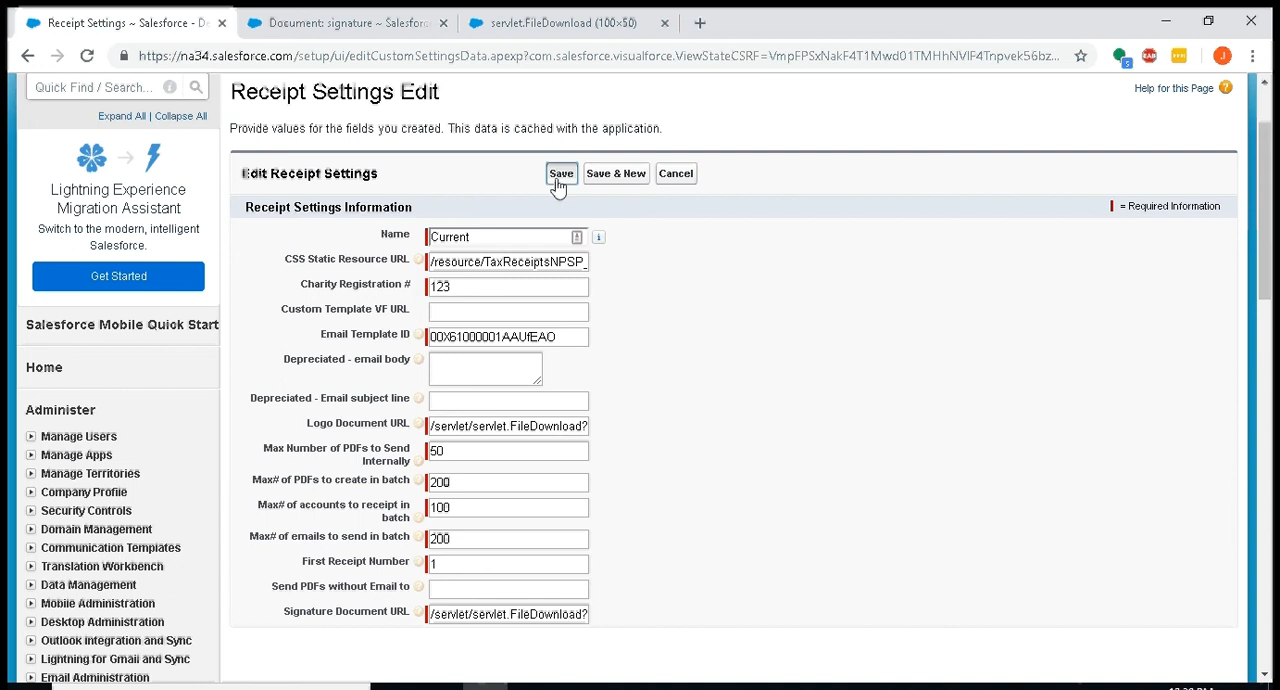 Receipt Settings ~ Salesforce - De
Document: signature ~ Salesforc
servlet.FileDownload (100×50)
https://na34.salesforce.com/setup/ui/editCustomSettingsData.apexp?com.salesforce.visualforce.ViewStateCSRF=VmpFPSxNakF4T1Mwd01TMHhNVlF4Tnpvek56bz...
5
J
Quick Find / Search...
Expand All | Collapse All
Lightning Experience
Migration Assistant
Switch to the modern, intelligent
Salesforce.
Get Started
Salesforce Mobile Quick Start
Home
Administer
Manage Users
Manage Apps
Manage Territories
Company Profile
Security Controls
Domain Management
Communication Templates
Translation Workbench
Data Management
Mobile Administration
Desktop Administration
Outlook Integration and Sync
Lightning for Gmail and Sync
Email Administration
Receipt Settings Edit
Help for this Page
Provide values for the fields you created. This data is cached with the application.
Edit Receipt Settings
Save
Save & New
Cancel
Receipt Settings Information
= Required Information
Name Current
CSS Static Resource URL /resource/TaxReceiptsNPSP_
Charity Registration # 123
Custom Template VF URL
Email Template ID 00X61000001AAUfEAO
Depreciated - email body
Depreciated - Email subject line
Logo Document URL /servlet/servlet.FileDownload?
Max Number of PDFs to Send
Internally 50
Max# of PDFs to create in batch 200
Max# of accounts to receipt in
batch 100
Max# of emails to send in batch 200
First Receipt Number 1
Send PDFs without Email to
Signature Document URL /servlet/servlet.FileDownload?